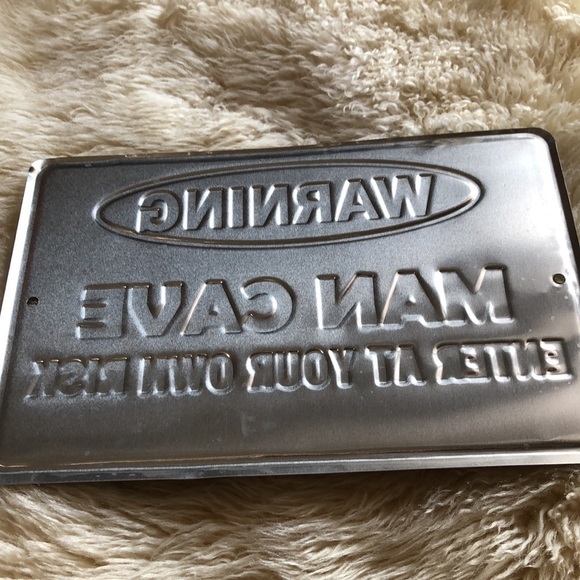 WARNING
MAN CAVE
ENTER AT YOUR OWN RISK